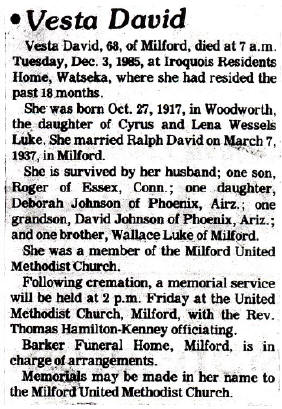 • Vesta David
Vesta David, 68, of Milford, died at 7 a.m.
Tuesday, Dec. 3, 1985, at Iroquois Residents
Home, Watseka, where she had resided the
past 18 months.
She was born Oct. 27, 1917, in Woodworth,
the daughter of Cyrus and Lena Wessels
Luke. She married Ralph David on March 7,
1937, in Milford.
She is survived by her husband; one son,
Roger of Essex, Conn.; one daughter,
Deborah Johnson of Phoenix, Airz.; one
grandson, David Johnson of Phoenix, Ariz.;
and one brother, Wallace Luke of Milford.
She was a member of the Milford United
Methodist Church.
Following cremation, a memorial service
will be held at 2 p.m. Friday at the United
Methodist Church, Milford, with the Rev.
Thomas Hamilton-Kenney officiating.
Barker Funeral Home, Milford, is in
charge of arrangements.
Memorials may be made in her name to
the Milford United Methodist Church.